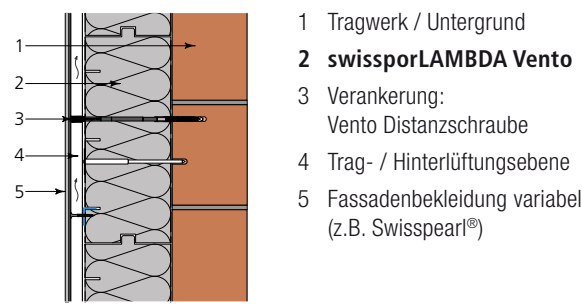 1
2
3
4
5
1 Tragwerk / Untergrund
2 swissporLAMBDA Vento
3 Verankerung:
Vento Distanzschraube
4 Trag- / Hinterlüftungsebene
5 Fassadenbekleidung variabel
(z.B. Swisspearl®)